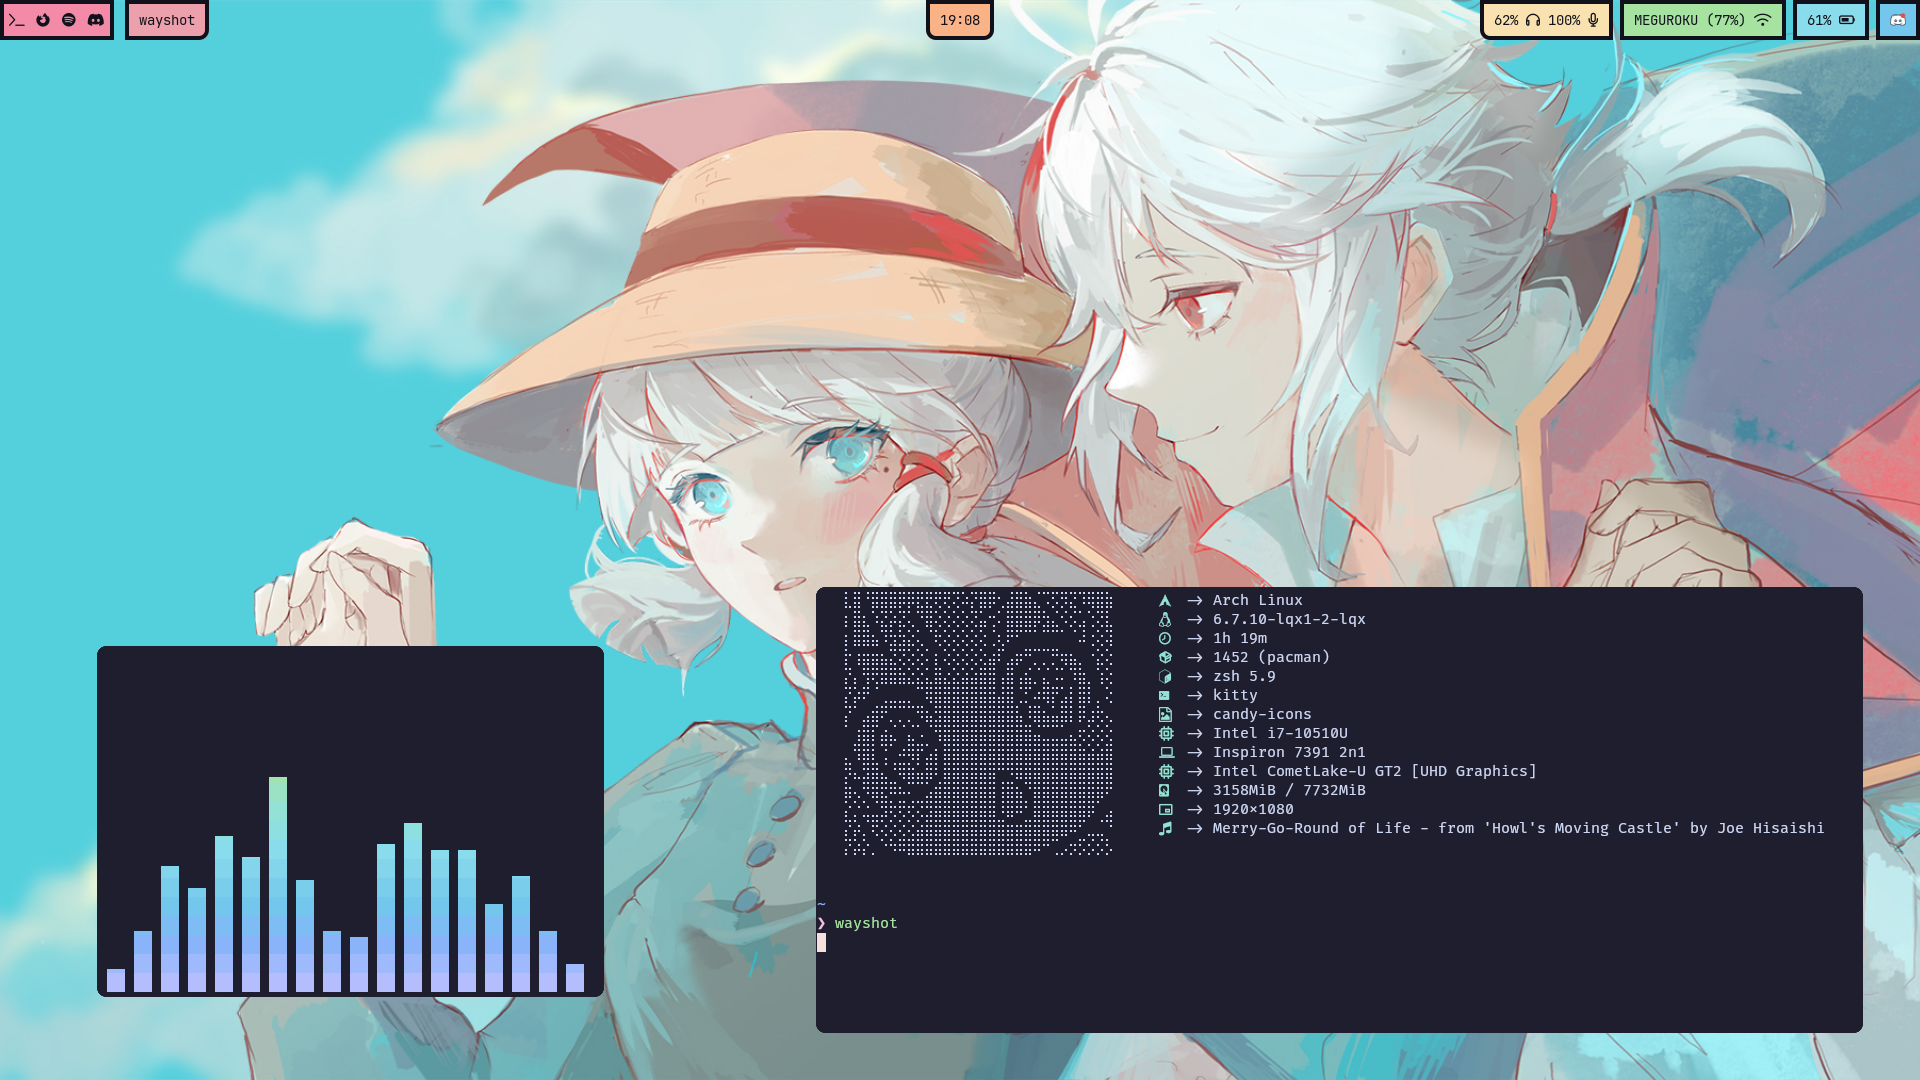 wayshot
19:08
62% 100%
MEGUROKU (77%)
61%
→ Arch Linux
→ 6.7.10-lqx1-2-lqx
→ 1h 19m
→ 1452 (pacman)
→ zsh 5.9
→ kitty
→ candy-icons
→ Intel i7-10510U
→ Inspiron 7391 2n1
→ Intel CometLake-U GT2 [UHD Graphics]
→ 3158MiB / 7732MiB
→ 1920×1080
→ Merry-Go-Round of Life - from 'Howl's Moving Castle' by Joe Hisaishi
~
❯ wayshot